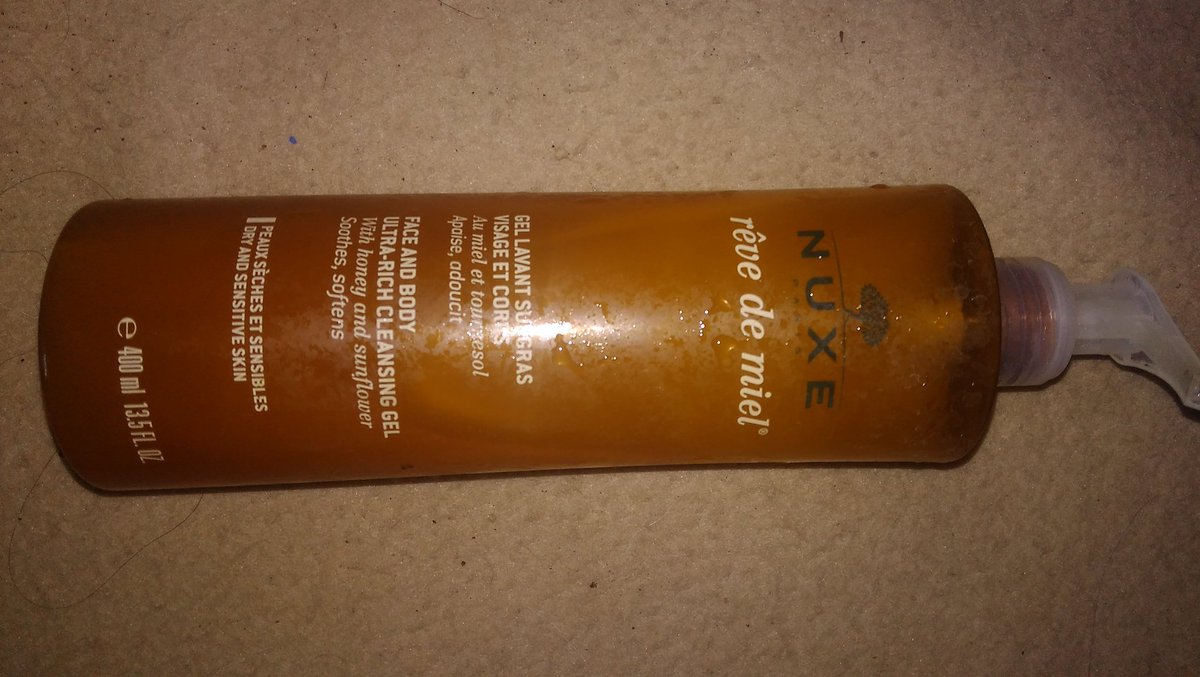 NUXE
rêve de miel®
GEL LAVANT SURGRAS
VISAGE ET CORPS
Au miel et tournesol
Apaise, adoucit
FACE AND BODY
ULTRA-RICH CLEANSING GEL
With honey and sunflower
Soothes, softens
PEAUX SÈCHES ET SENSIBLES
DRY AND SENSITIVE SKIN
e 400 ml 13.5 FL. OZ